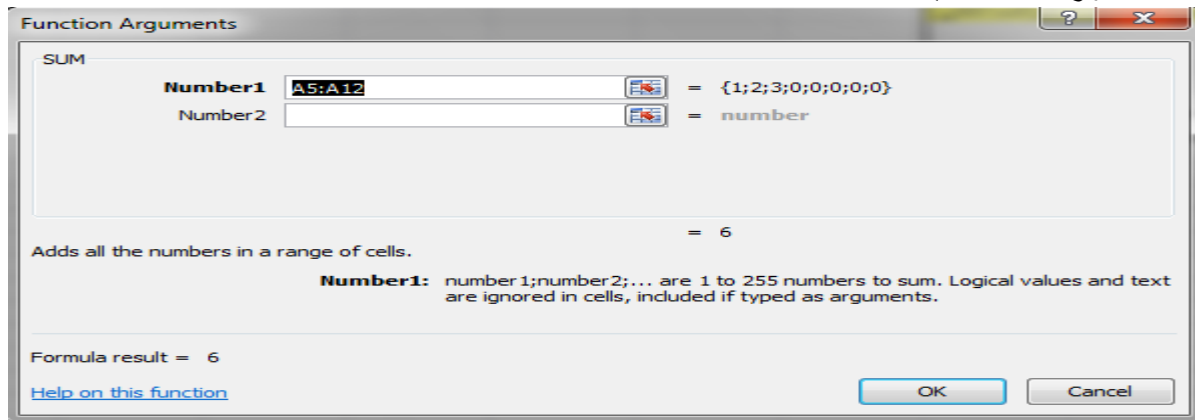 Function Arguments
?
SUM
Number1 A5:A12 = {1;2;3;0;0;0;0;0}
Number2 = number
= 6
Adds all the numbers in a range of cells.
Number1: number1;number2;... are 1 to 255 numbers to sum. Logical values and text
are ignored in cells, included if typed as arguments.
Formula result = 6
Help on this function
OK Cancel